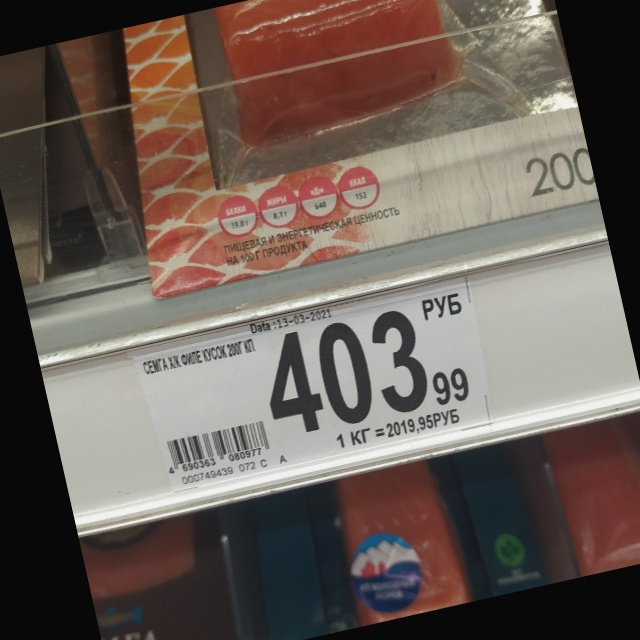 200
БЕЛКИ ЖИРЫ кДж ККАЛ
15,8 г 8,1 г 640 152
ПИЩЕВАЯ И ЭНЕРГЕТИЧЕСКАЯ ЦЕННОСТЬ
НА 100 Г ПРОДУКТА
Data :13-03-2021
СЕМГА Х/К ФИЛЕ КУСОК 200Г КП
РУБ
403
99
1 КГ = 2019,95РУБ
4 690363 080977
000749439 072 C A